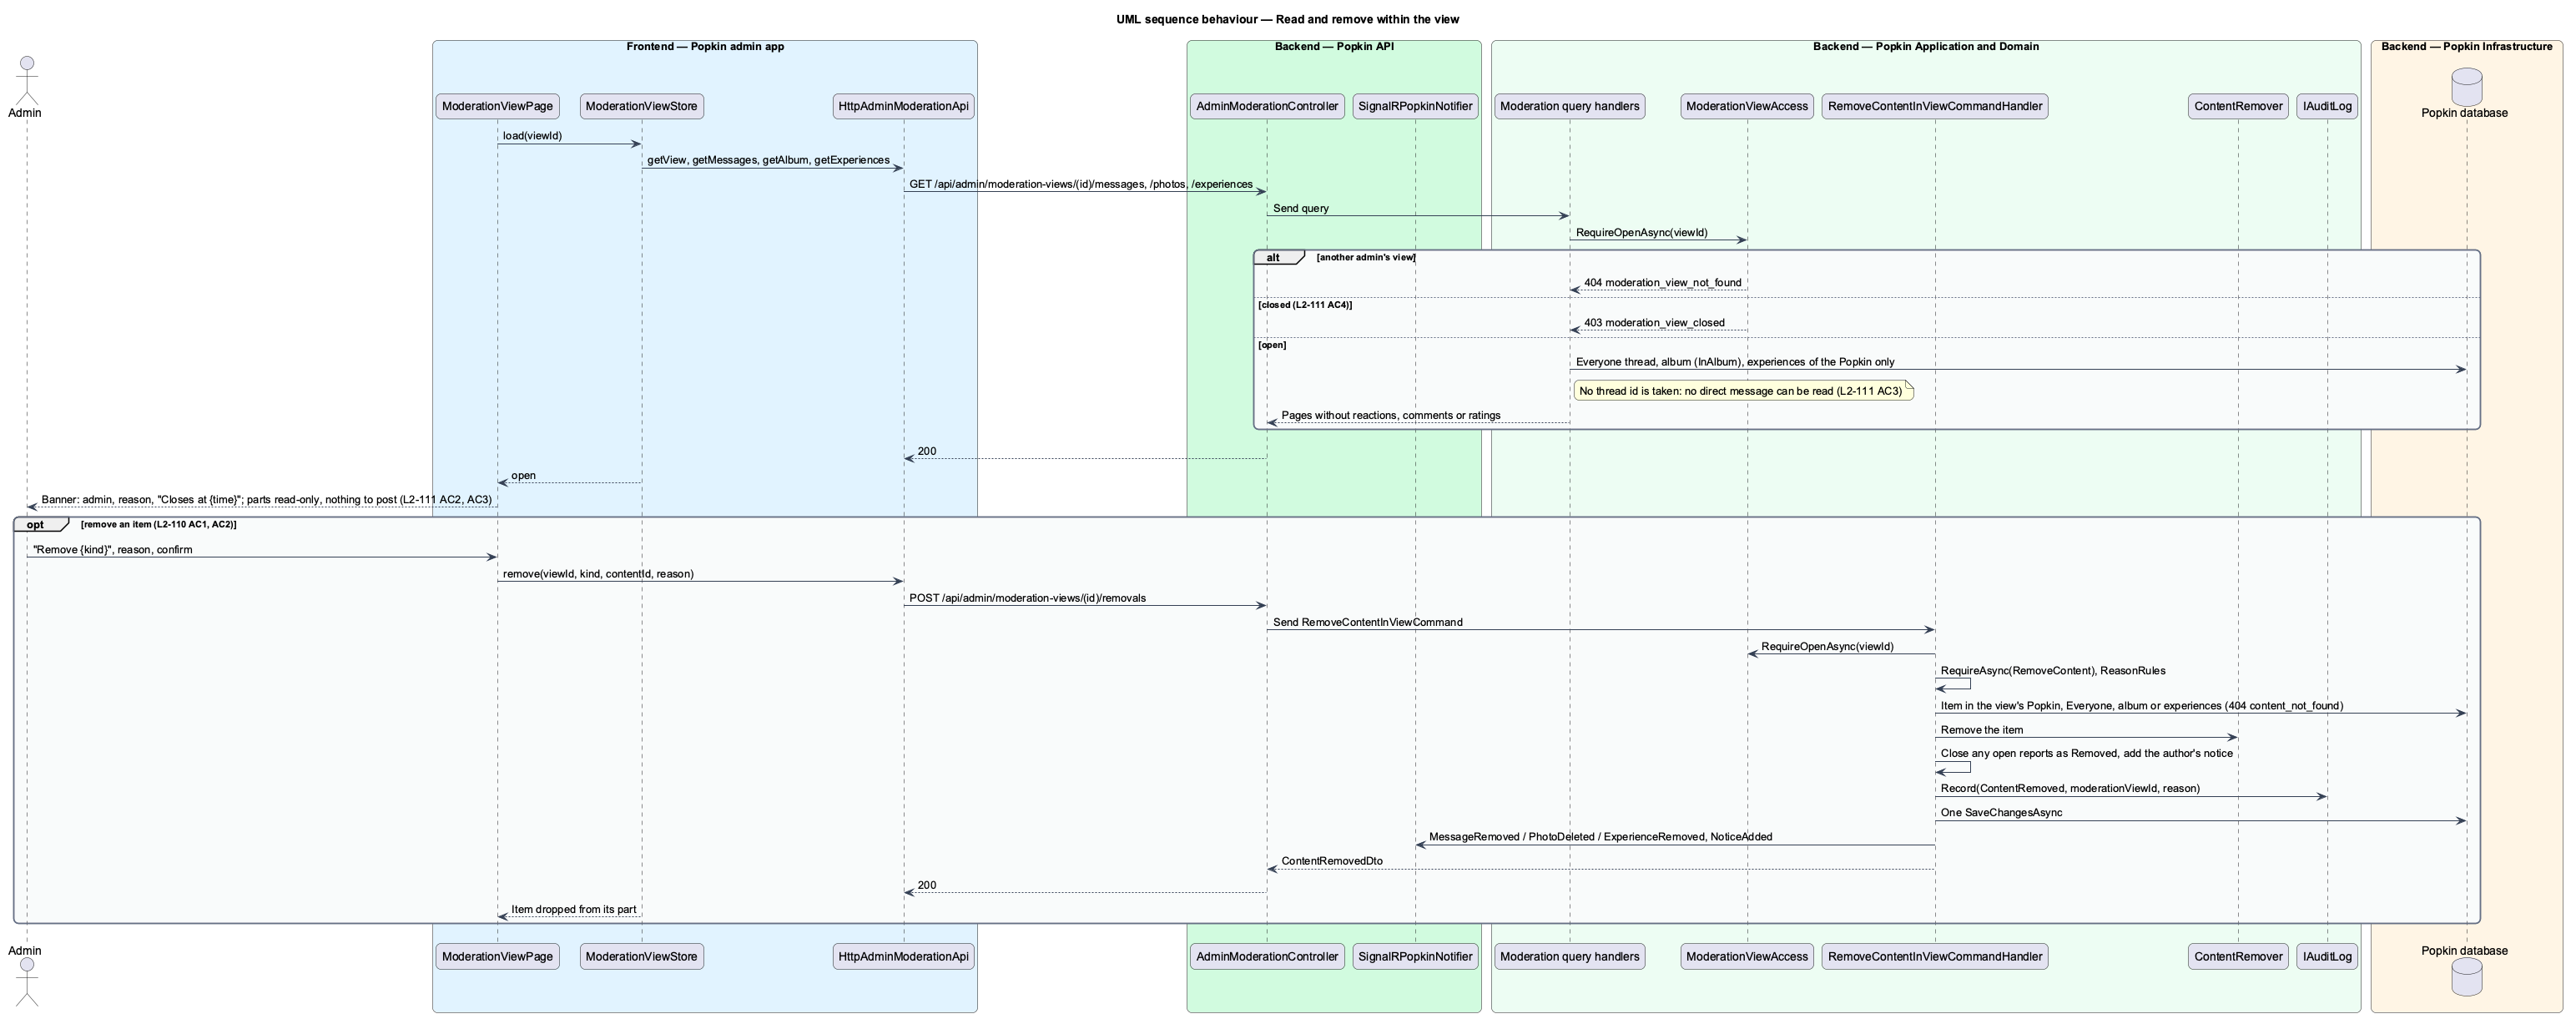 UML sequence behaviour — Read and remove within the view
Frontend — Popkin admin app
Backend — Popkin API
Backend — Popkin Application and Domain
Backend — Popkin Infrastructure
Admin
ModerationViewPage
ModerationViewStore
HttpAdminModerationApi
AdminModerationController
SignalRPopkinNotifier
Moderation query handlers
ModerationViewAccess
RemoveContentInViewCommandHandler
ContentRemover
IAuditLog
Popkin database
load(viewId)
getView, getMessages, getAlbum, getExperiences
GET /api/admin/moderation-views/(id)/messages, /photos, /experiences
Send query
RequireOpenAsync(viewId)
alt
[another admin's view]
404 moderation_view_not_found
[closed (L2-111 AC4)]
403 moderation_view_closed
[open]
Everyone thread, album (InAlbum), experiences of the Popkin only
No thread id is taken: no direct message can be read (L2-111 AC3)
Pages without reactions, comments or ratings
200
open
Banner: admin, reason, "Closes at {time}"; parts read-only, nothing to post (L2-111 AC2, AC3)
opt
[remove an item (L2-110 AC1, AC2)]
"Remove {kind}", reason, confirm
remove(viewId, kind, contentId, reason)
POST /api/admin/moderation-views/(id)/removals
Send RemoveContentInViewCommand
RequireOpenAsync(viewId)
RequireAsync(RemoveContent), ReasonRules
Item in the view's Popkin, Everyone, album or experiences (404 content_not_found)
Remove the item
Close any open reports as Removed, add the author's notice
Record(ContentRemoved, moderationViewId, reason)
One SaveChangesAsync
MessageRemoved / PhotoDeleted / ExperienceRemoved, NoticeAdded
ContentRemovedDto
200
Item dropped from its part
Admin
ModerationViewPage
ModerationViewStore
HttpAdminModerationApi
AdminModerationController
SignalRPopkinNotifier
Moderation query handlers
ModerationViewAccess
RemoveContentInViewCommandHandler
ContentRemover
IAuditLog
Popkin database